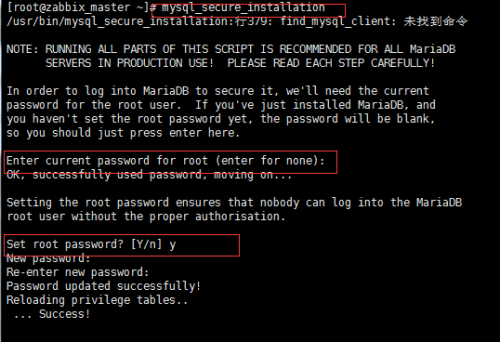 [root@zabbix_master ~]# mysql_secure_installation
/usr/bin/mysql_secure_installation:行379: find_mysql_client: 未找到命令
NOTE: RUNNING ALL PARTS OF THIS SCRIPT IS RECOMMENDED FOR ALL MariaDB
SERVERS IN PRODUCTION USE!  PLEASE READ EACH STEP CAREFULLY!
In order to log into MariaDB to secure it, we'll need the current
password for the root user.  If you've just installed MariaDB, and
you haven't set the root password yet, the password will be blank,
so you should just press enter here.
Enter current password for root (enter for none):
OK, successfully used password, moving on...
Setting the root password ensures that nobody can log into the MariaDB
root user without the proper authorisation.
Set root password? [Y/n] y
New password:
Re-enter new password:
Password updated successfully!
Reloading privilege tables..
... Success!